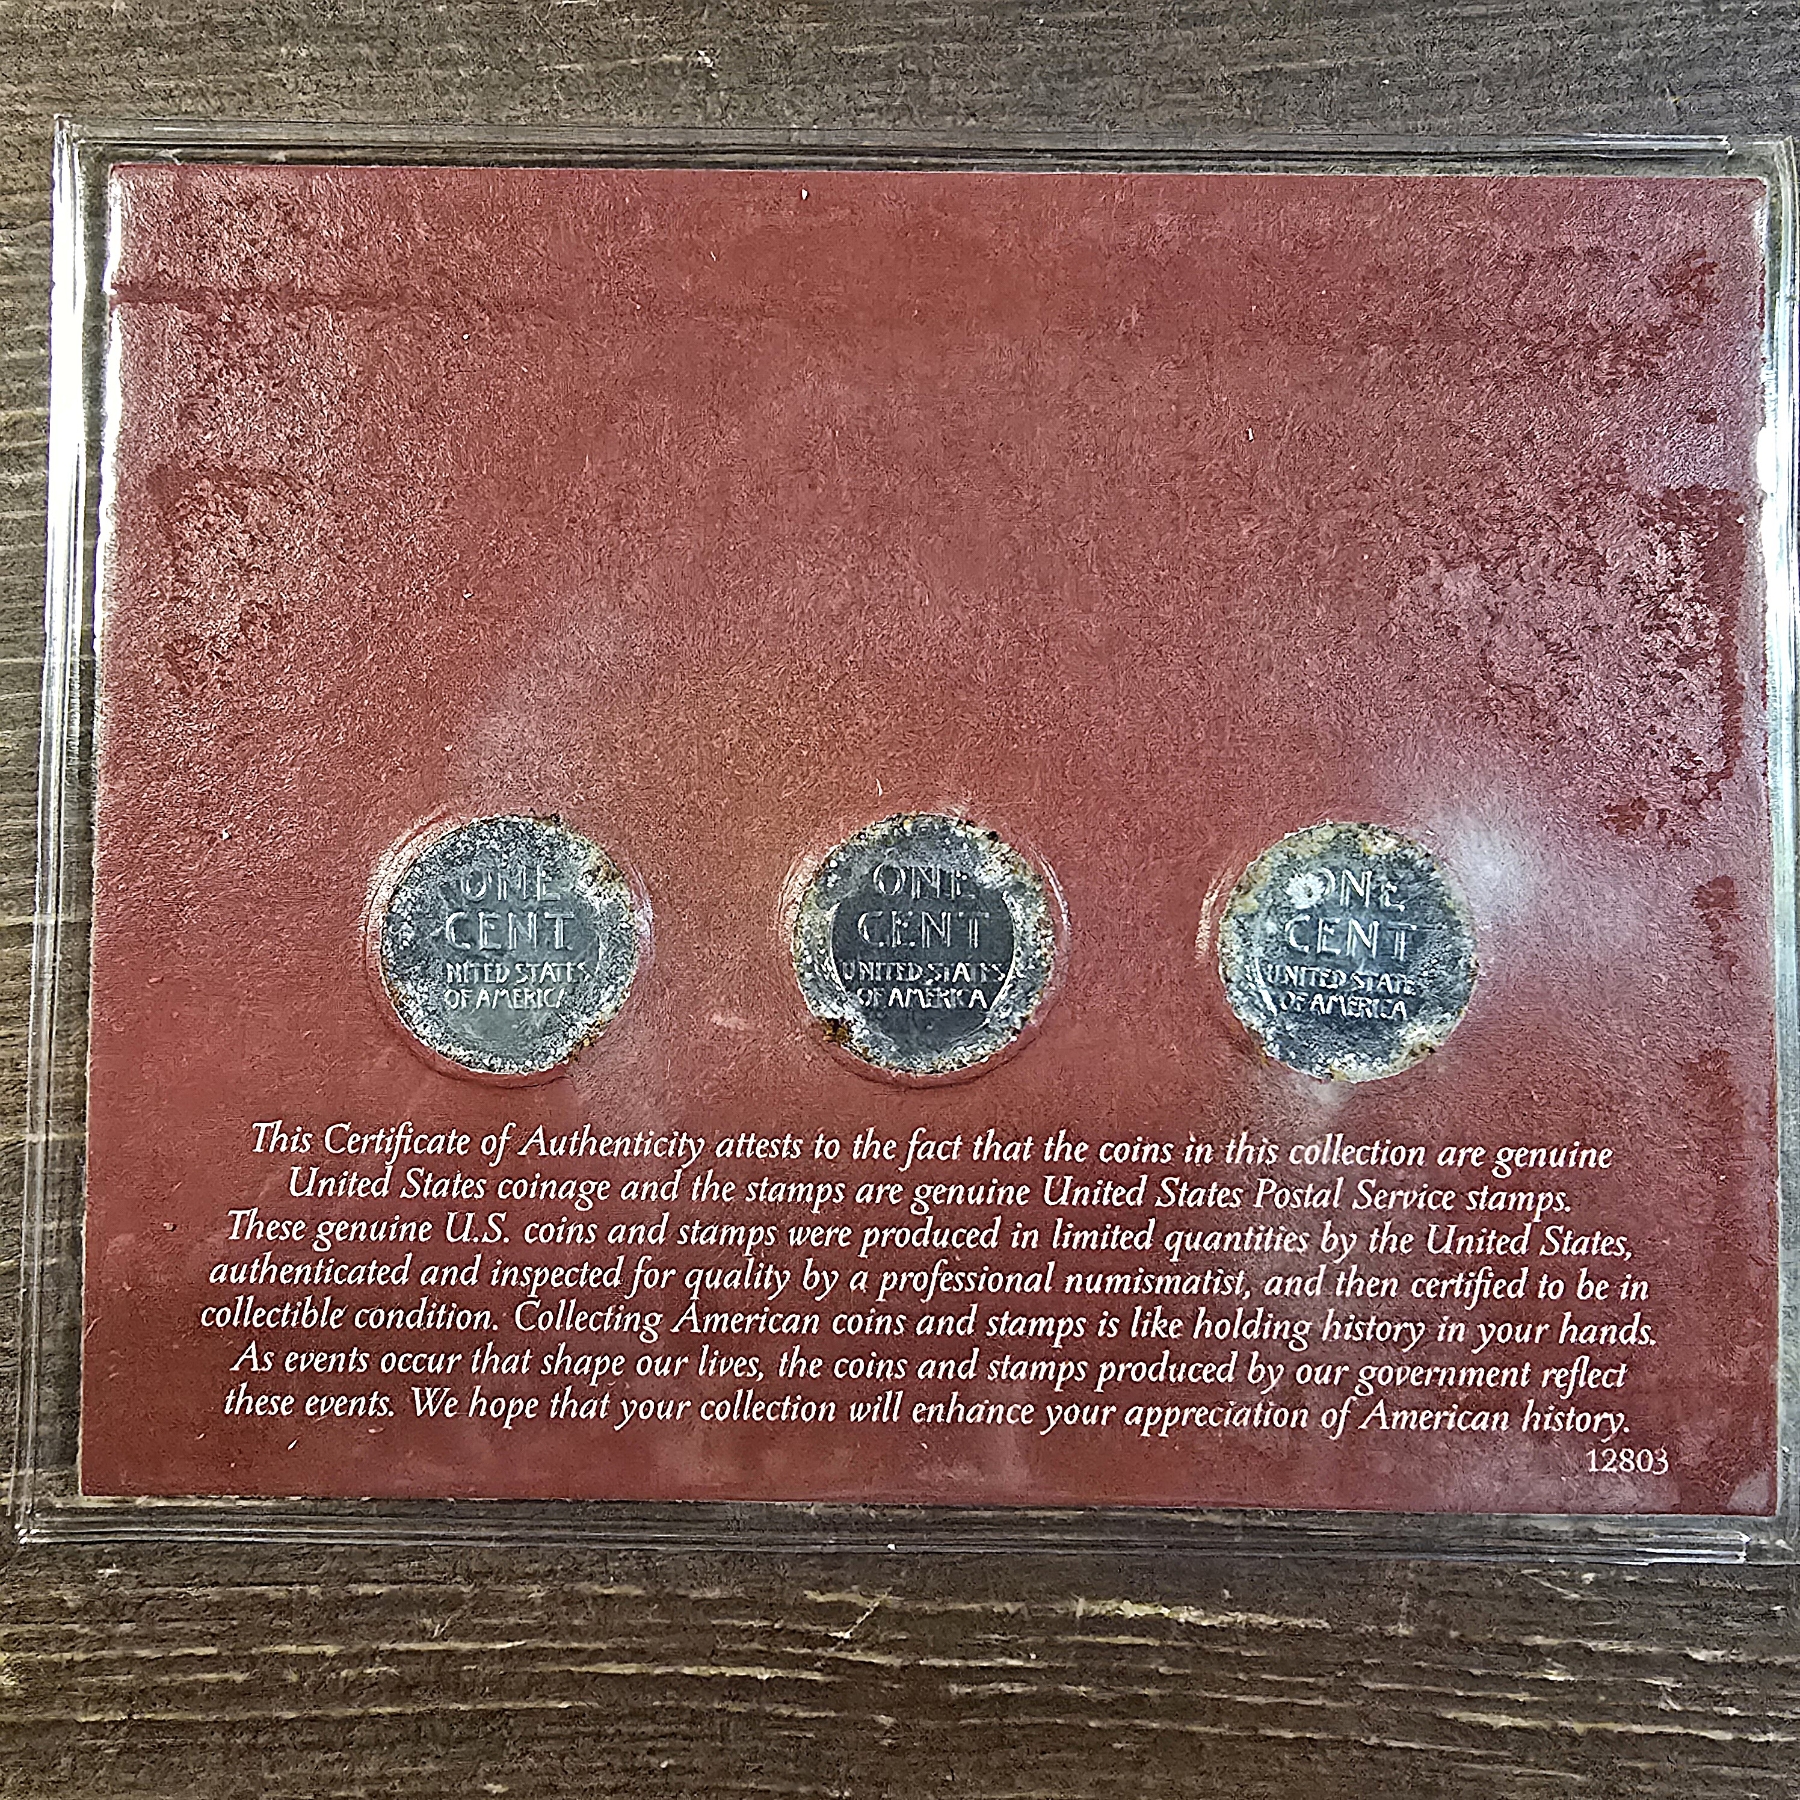 ONE
CENT
NITED STATES
OF AMERICA
ONE
CENT
UNITED STATES
OF AMERICA
ONE
CENT
UNITED STATES
OF AMERICA
This Certificate of Authenticity attests to the fact that the coins in this collection are genuine
United States coinage and the stamps are genuine United States Postal Service stamps.
These genuine U.S. coins and stamps were produced in limited quantities by the United States,
authenticated and inspected for quality by a professional numismatist, and then certified to be in
collectible condition. Collecting American coins and stamps is like holding history in your hands.
As events occur that shape our lives, the coins and stamps produced by our government reflect
these events. We hope that your collection will enhance your appreciation of American history.
12803